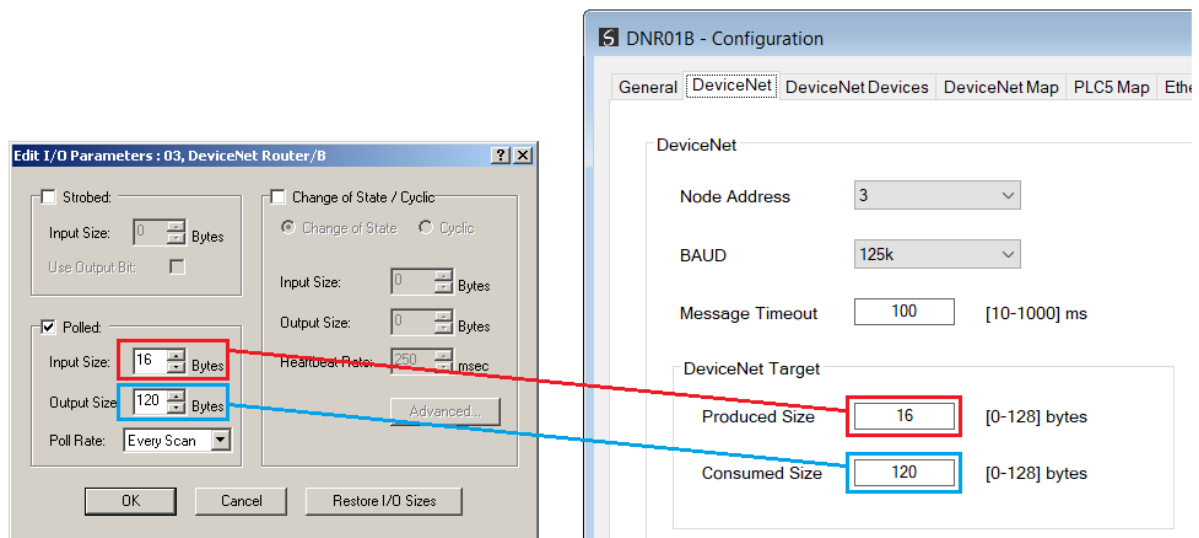 Edit I/O Parameters : 03, DeviceNet Router/B
Strobed:
Input Size: 0 Bytes
Use Output Bit:
Polled:
Input Size: 16 Bytes
Output Size 120 Bytes
Poll Rate: Every Scan
Change of State / Cyclic
Change of State Cyclic
Input Size: 0 Bytes
Output Size: 0 Bytes
Heartbeat Rate: 250 msec
Advanced...
OK Cancel Restore I/O Sizes
DNR01B - Configuration
General DeviceNet DeviceNet Devices DeviceNet Map PLC5 Map Ethe
DeviceNet
Node Address 3
BAUD 125k
Message Timeout 100 [10-1000] ms
DeviceNet Target
Produced Size 16 [0-128] bytes
Consumed Size 120 [0-128] bytes